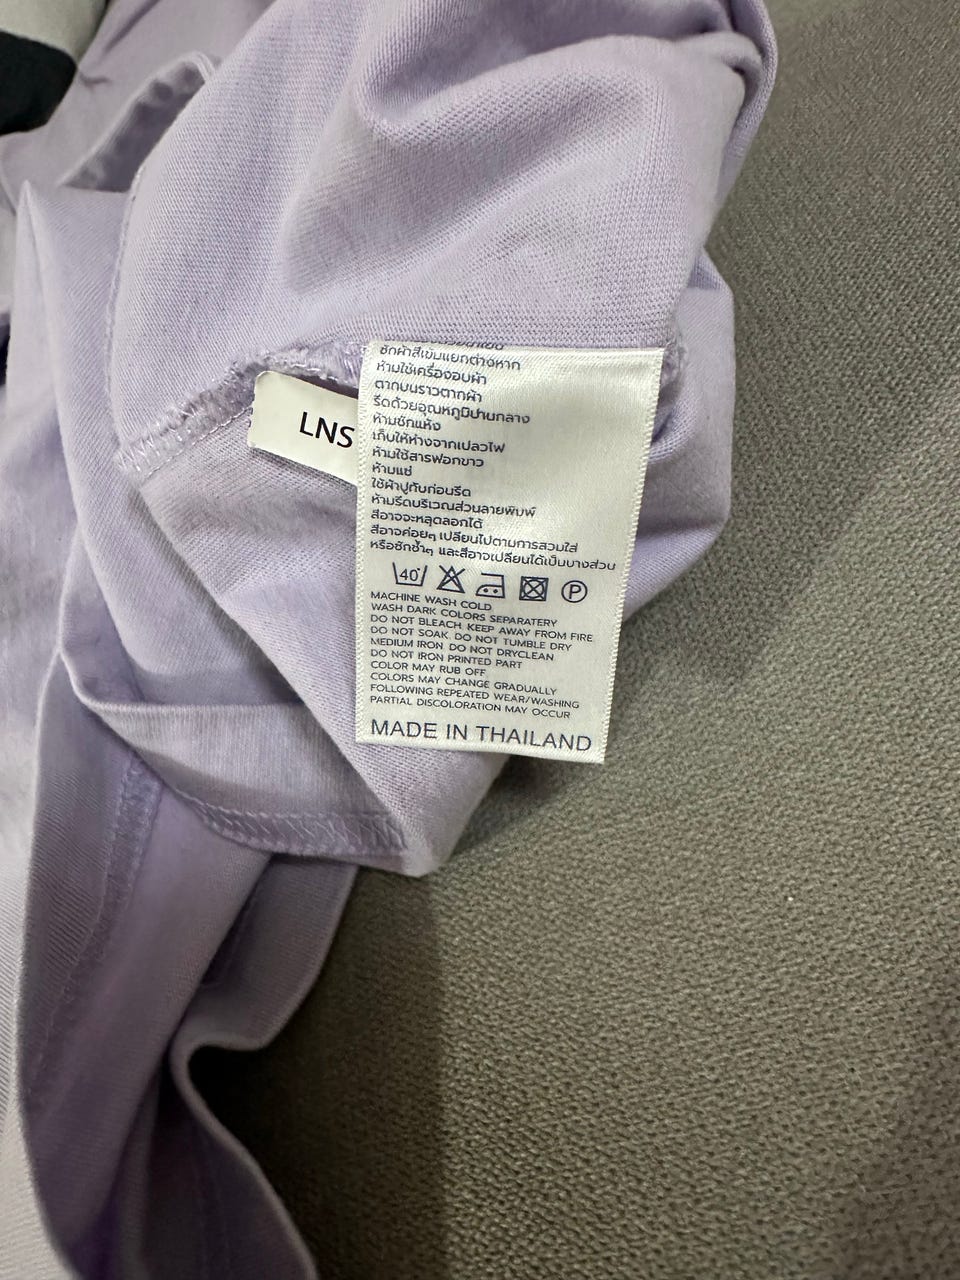 ซักผ้าสีเข้มแยกต่างหาก
ห้ามใช้เครื่องอบผ้า
ตากบนราวตากผ้า
รีดด้วยอุณหภูมิปานกลาง
ห้ามซักแห้ง
เก็บให้ห่างจากเปลวไฟ
ห้ามใช้สารฟอกขาว
ห้ามแช่
ใช้ผ้าปูทับก่อนรีด
ห้ามรีดบริเวณส่วนลายพิมพ์
สีอาจจะหลุดลอกได้
สีอาจค่อยๆ เปลี่ยนไปตามการสวมใส่
หรือซักซ้ำๆ และสีอาจเปลี่ยนได้เป็นบางส่วน
LNS
40 P
MACHINE WASH COLD
WASH DARK COLORS SEPARATERY
DO NOT BLEACH. KEEP AWAY FROM FIRE
DO NOT SOAK. DO NOT TUMBLE DRY
MEDIUM IRON. DO NOT DRYCLEAN
DO NOT IRON PRINTED PART
COLOR MAY RUB OFF
COLORS MAY CHANGE GRADUALLY
FOLLOWING REPEATED WEAR/WASHING
PARTIAL DISCOLORATION MAY OCCUR
MADE IN THAILAND